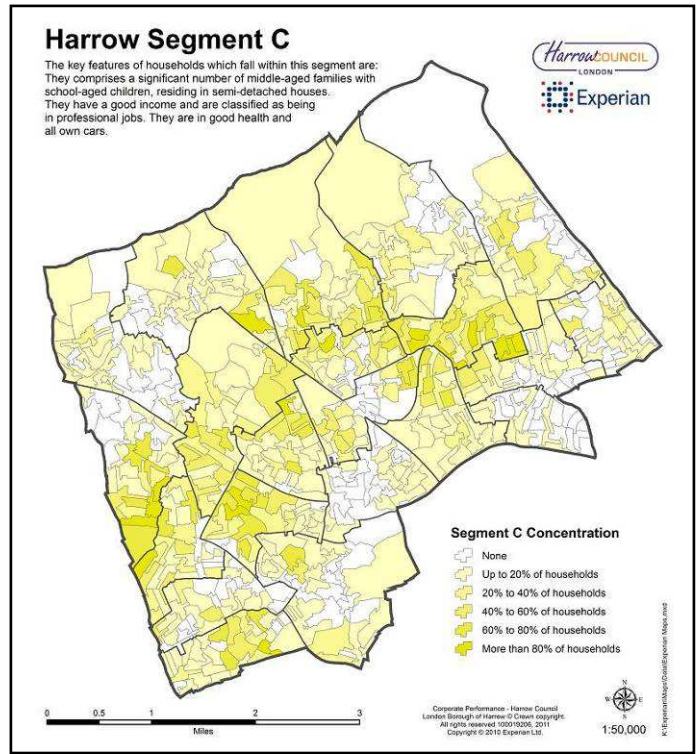 Harrow Segment C
The key features of households which fall within this segment are:
They comprises a significant number of middle-aged families with
school-aged children, residing in semi-detached houses.
They have a good income and are classified as being
in professional jobs. They are in good health and
all own cars.
HarrowCOUNCIL
LONDON
Experian
Segment C Concentration
None
Up to 20% of households
20% to 40% of households
40% to 60% of households
60% to 80% of households
More than 80% of households
0 0.5 1 2 3
Miles
Corporate Performance - Harrow Council
London Borough of Harrow © Crown copyright.
All rights reserved 100019206, 2011
Copyright © 2010 Experian Ltd.
N
W E
S
1:50,000